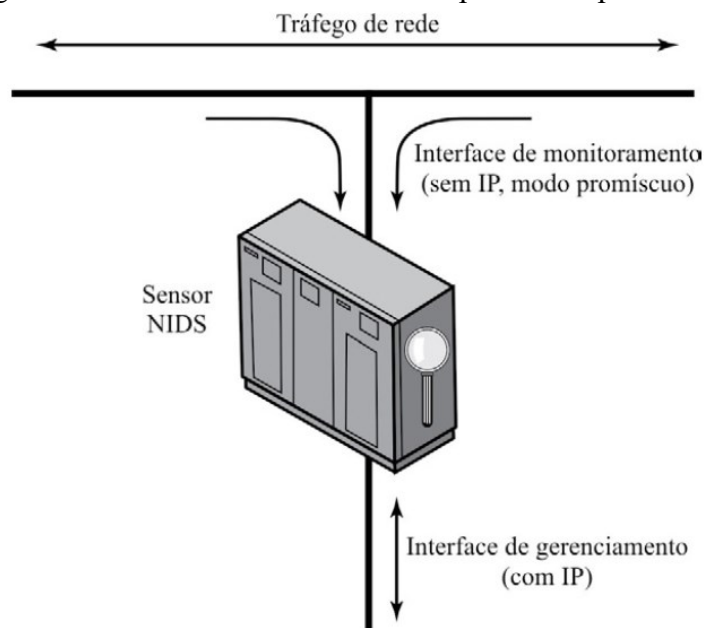 Tráfego de rede
Interface de monitoramento
(sem IP, modo promíscuo)
Sensor
NIDS
Interface de gerenciamento
(com IP)